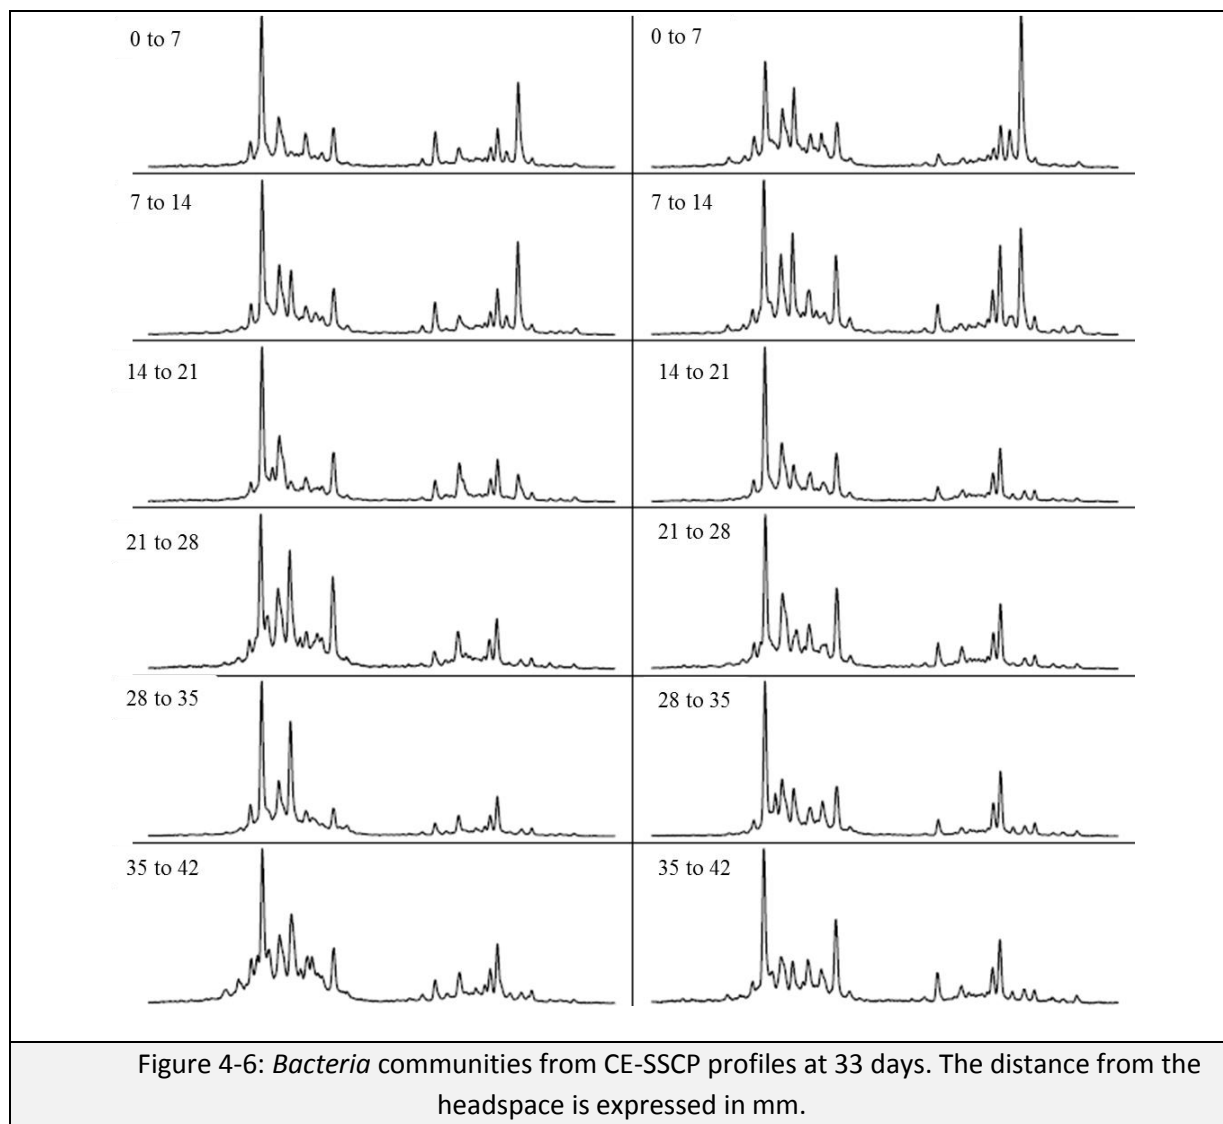 0 to 7
0 to 7
7 to 14
7 to 14
14 to 21
14 to 21
21 to 28
21 to 28
28 to 35
28 to 35
35 to 42
35 to 42
Figure 4-6: Bacteria communities from CE-SSCP profiles at 33 days. The distance from the
headspace is expressed in mm.